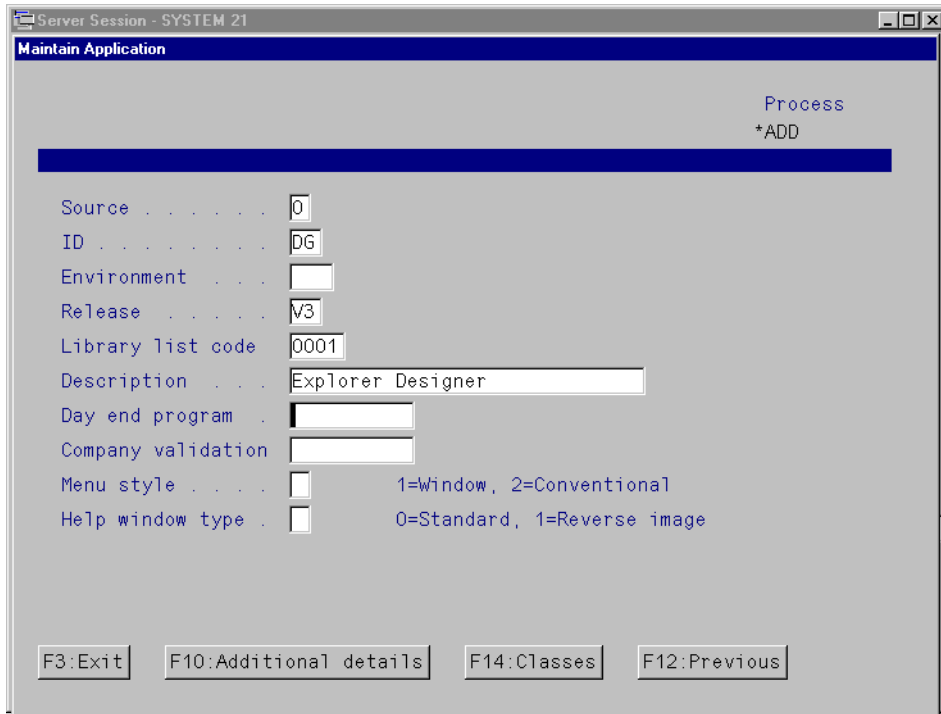 Server Session - SYSTEM 21
Maintain Application
Process
*ADD
Source . . . . . . 0
ID . . . . . . . . DG
Environment . . .
Release . . . . . V3
Library list code 0001
Description . . . Explorer Designer
Day end program .
Company validation
Menu style . . . . 1=Window, 2=Conventional
Help window type . 0=Standard, 1=Reverse image
F3:Exit F10:Additional details F14:Classes F12:Previous